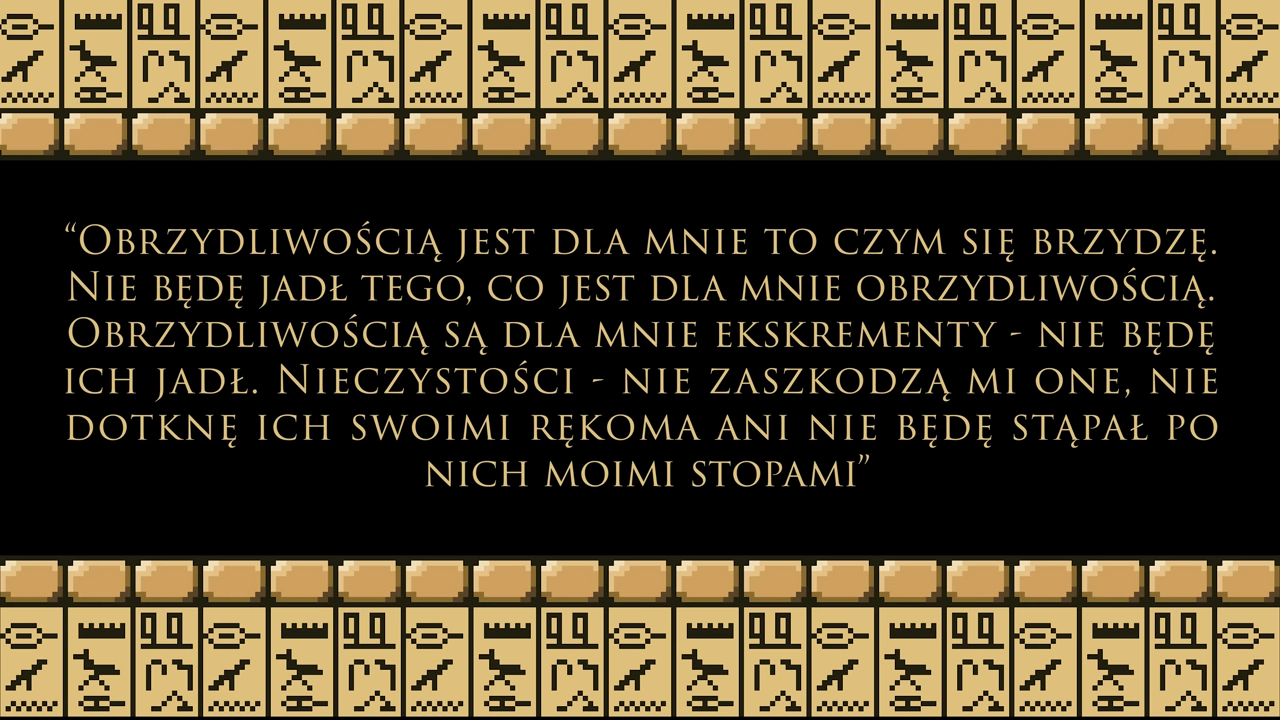 “Obrzydliwością jest dla mnie to czym się brzydzę.
Nie będę jadł tego, co jest dla mnie obrzydliwością.
Obrzydliwością są dla mnie ekskrementy - nie będę
ich jadł. Nieczystości - nie zaszkodzą mi one, nie
dotknę ich swoimi rękoma ani nie będę stąpał po
nich moimi stopami”